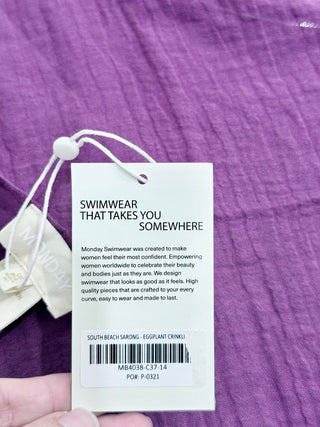 SWIMWEAR
THAT TAKES YOU
SOMEWHERE
Monday Swimwear was created to make
women feel their most confident. Empowering
women worldwide to celebrate their beauty
and bodies just as they are. We design
swimwear that looks as good as it feels. High
quality pieces that are crafted to your every
curve, easy to wear and made to last.
SOUTH BEACH SARONG - EGGPLANT CRINKLI
MB4038-C37-14
PO#: P-0321